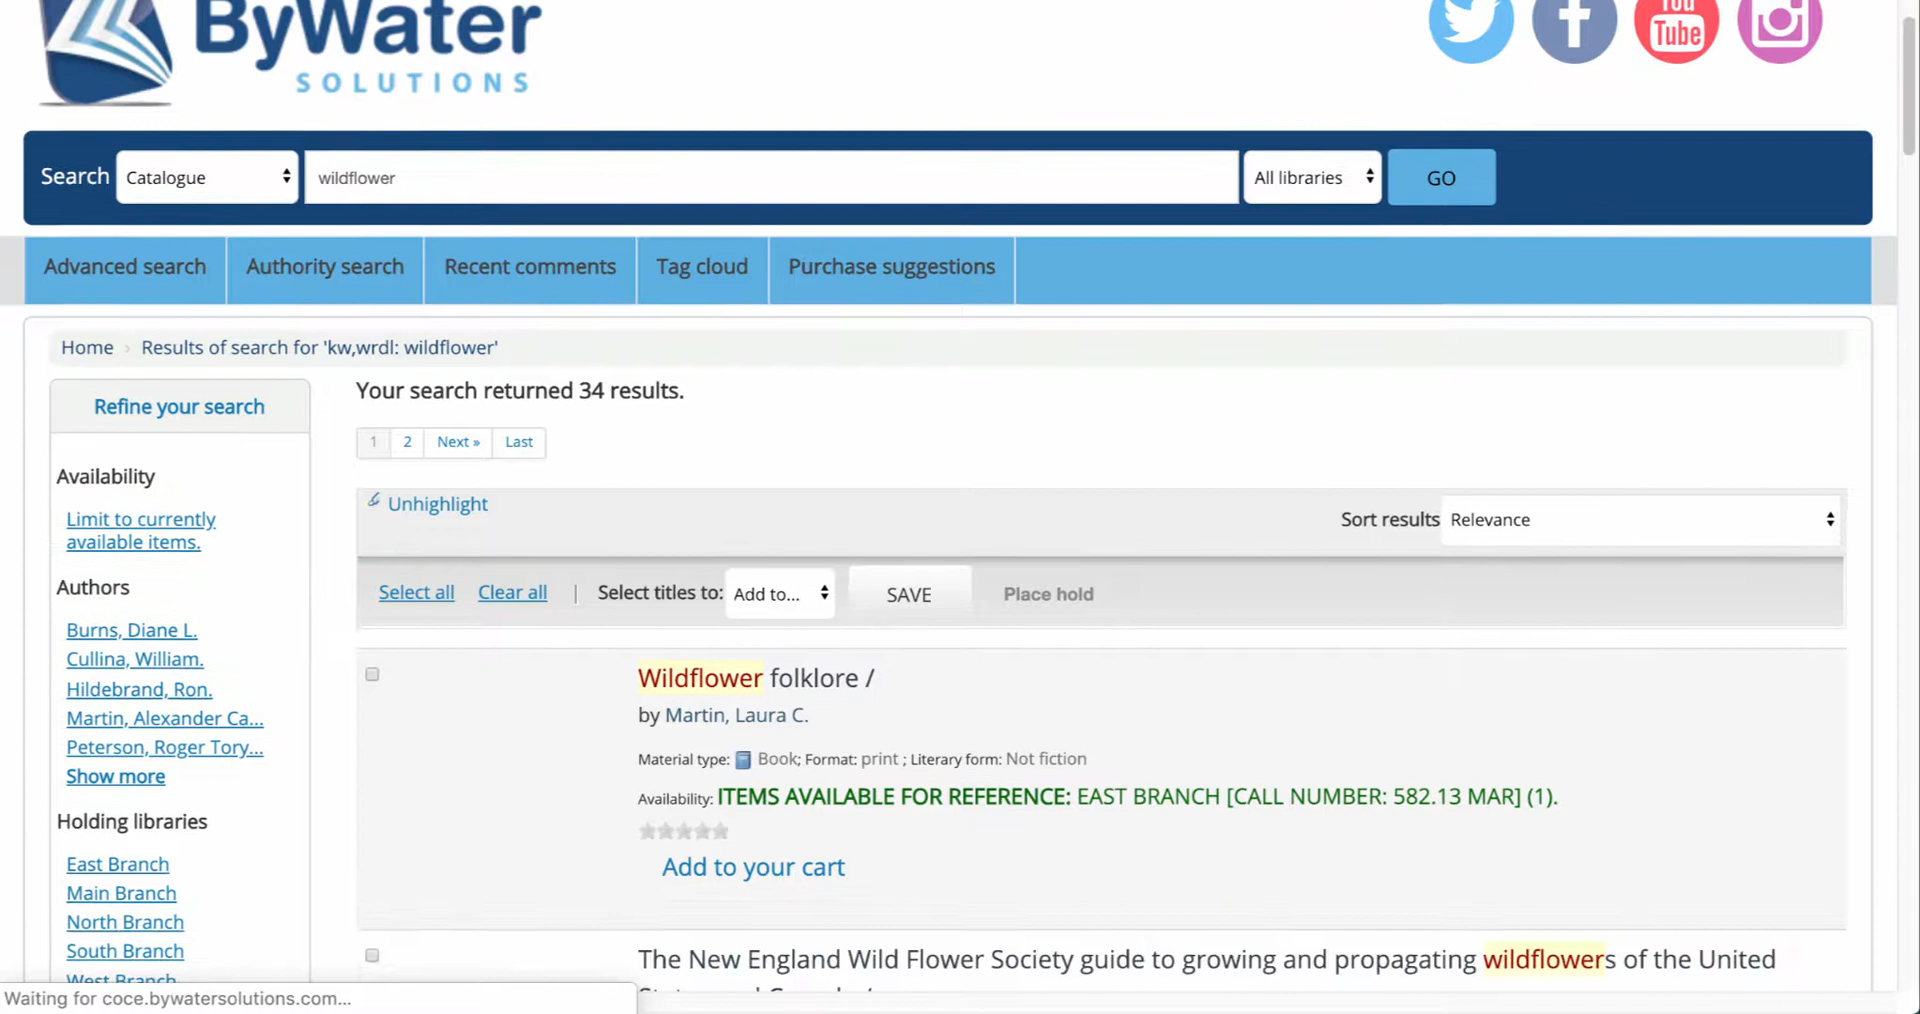 ByWater
SOLUTIONS
You
Tube
Search Catalogue wildflower All libraries GO
Advanced search Authority search Recent comments Tag cloud Purchase suggestions
Home › Results of search for 'kw,wrdl: wildflower'
Refine your search
Availability
Limit to currently
available items.
Authors
Burns, Diane L.
Cullina, William.
Hildebrand, Ron.
Martin, Alexander Ca...
Peterson, Roger Tory...
Show more
Holding libraries
East Branch
Main Branch
North Branch
South Branch
West Branch
Your search returned 34 results.
1 2 Next » Last
Unhighlight Sort results Relevance
Select all Clear all | Select titles to: Add to... SAVE Place hold
Wildflower folklore /
by Martin, Laura C.
Material type: Book; Format: print ; Literary form: Not fiction
Availability: ITEMS AVAILABLE FOR REFERENCE: EAST BRANCH [CALL NUMBER: 582.13 MAR] (1).
Add to your cart
The New England Wild Flower Society guide to growing and propagating wildflowers of the United
Waiting for coce.bywatersolutions.com...